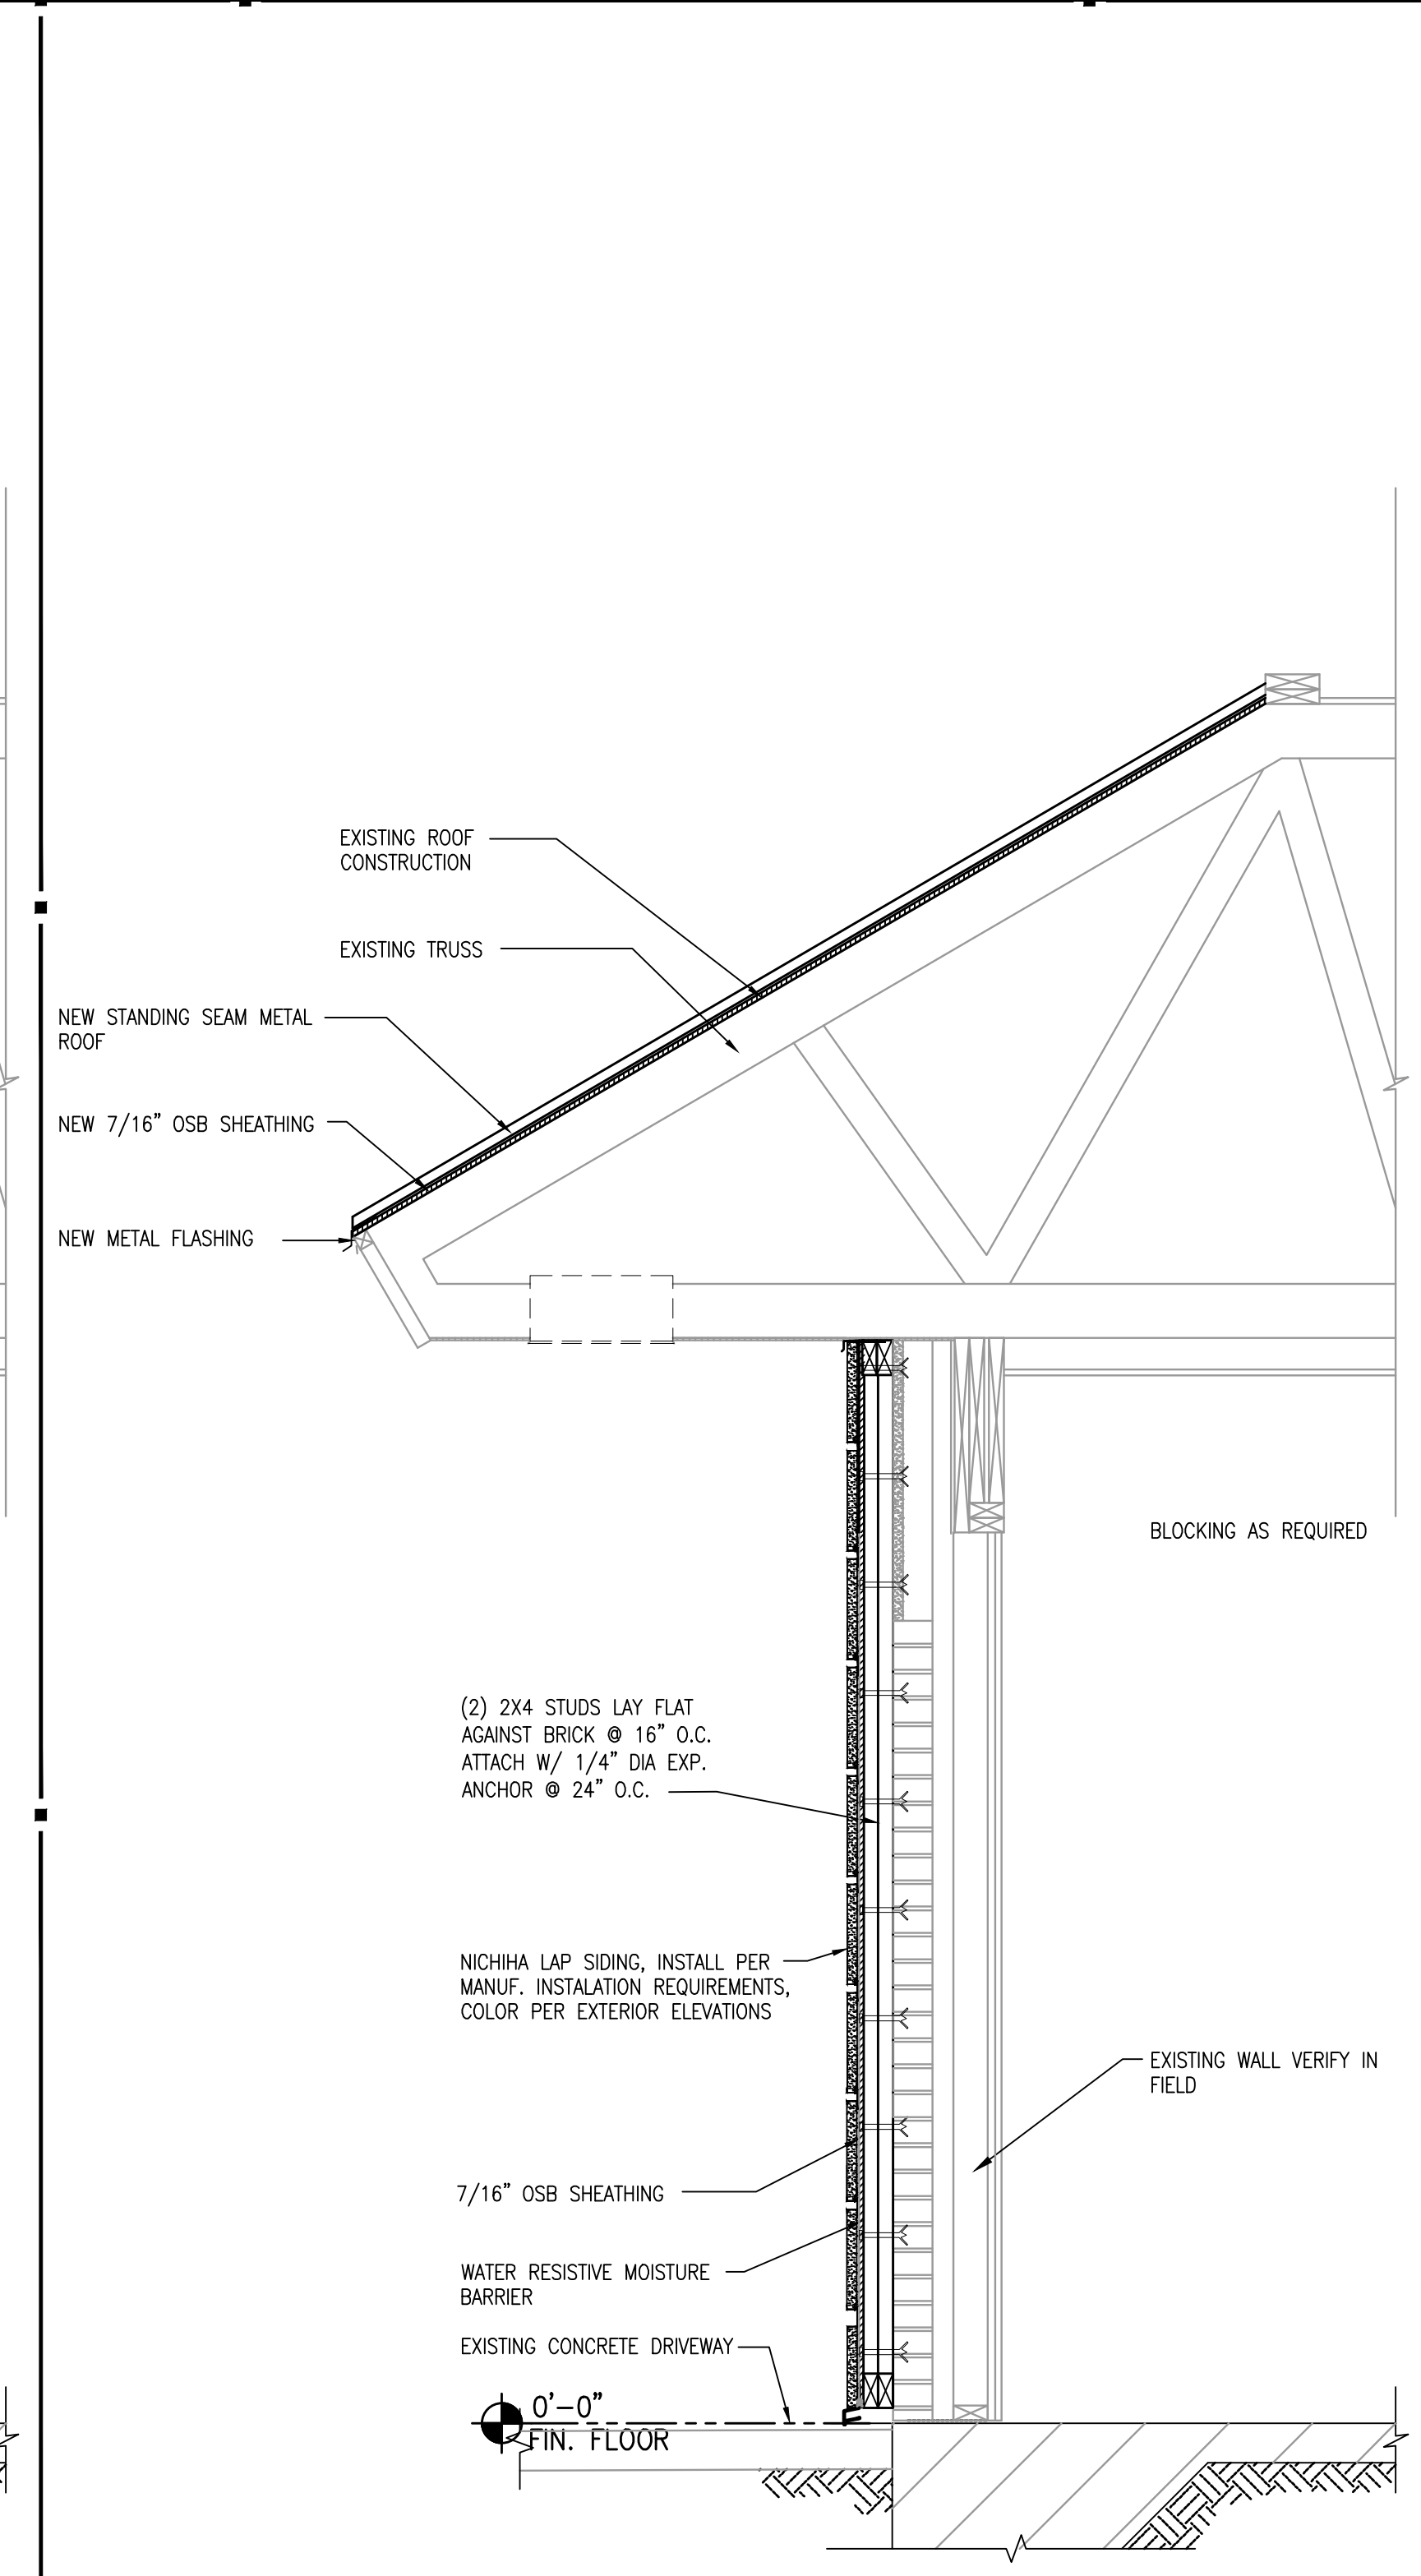 EXISTING ROOF
CONSTRUCTION
EXISTING TRUSS
NEW STANDING SEAM METAL
ROOF
NEW 7/16" OSB SHEATHING
NEW METAL FLASHING
BLOCKING AS REQUIRED
(2) 2X4 STUDS LAY FLAT
AGAINST BRICK @ 16" O.C.
ATTACH W/ 1/4" DIA EXP.
ANCHOR @ 24" O.C.
NICHIHA LAP SIDING, INSTALL PER
MANUF. INSTALATION REQUIREMENTS,
COLOR PER EXTERIOR ELEVATIONS
EXISTING WALL VERIFY IN
FIELD
7/16" OSB SHEATHING
WATER RESISTIVE MOISTURE
BARRIER
EXISTING CONCRETE DRIVEWAY
0'-0"
FIN. FLOOR